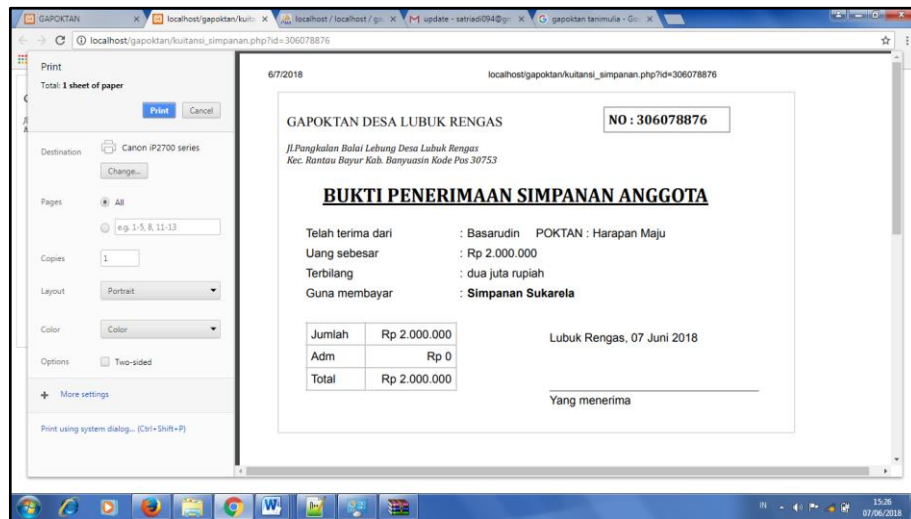 GAPOKTAN
localhost/gapoktan/kuita
localhost / localhost / ga
update - satriadi094@gm
gapoktan tanimulia - Go
localhost/gapoktan/kuitansi_simpanan.php?id=306078876
Print
Total: 1 sheet of paper
Print Cancel
Destination Canon iP2700 series
Change...
Pages All
e.g. 1-5, 8, 11-13
Copies 1
Layout Portrait
Color Color
Options Two-sided
+ More settings
Print using system dialog... (Ctrl+Shift+P)
6/7/2018 localhost/gapoktan/kuitansi_simpanan.php?id=306078876
GAPOKTAN DESA LUBUK RENGAS NO : 306078876
Jl.Pangkalan Balai Lebung Desa Lubuk Rengas
Kec. Rantau Bayur Kab. Banyuasin Kode Pos 30753
BUKTI PENERIMAAN SIMPANAN ANGGOTA
Telah terima dari : Basarudin POKTAN : Harapan Maju
Uang sebesar : Rp 2.000.000
Terbilang : dua juta rupiah
Guna membayar : Simpanan Sukarela
Jumlah Rp 2.000.000
Adm Rp 0
Total Rp 2.000.000
Lubuk Rengas, 07 Juni 2018
Yang menerima
IN 15:26
07/06/2018